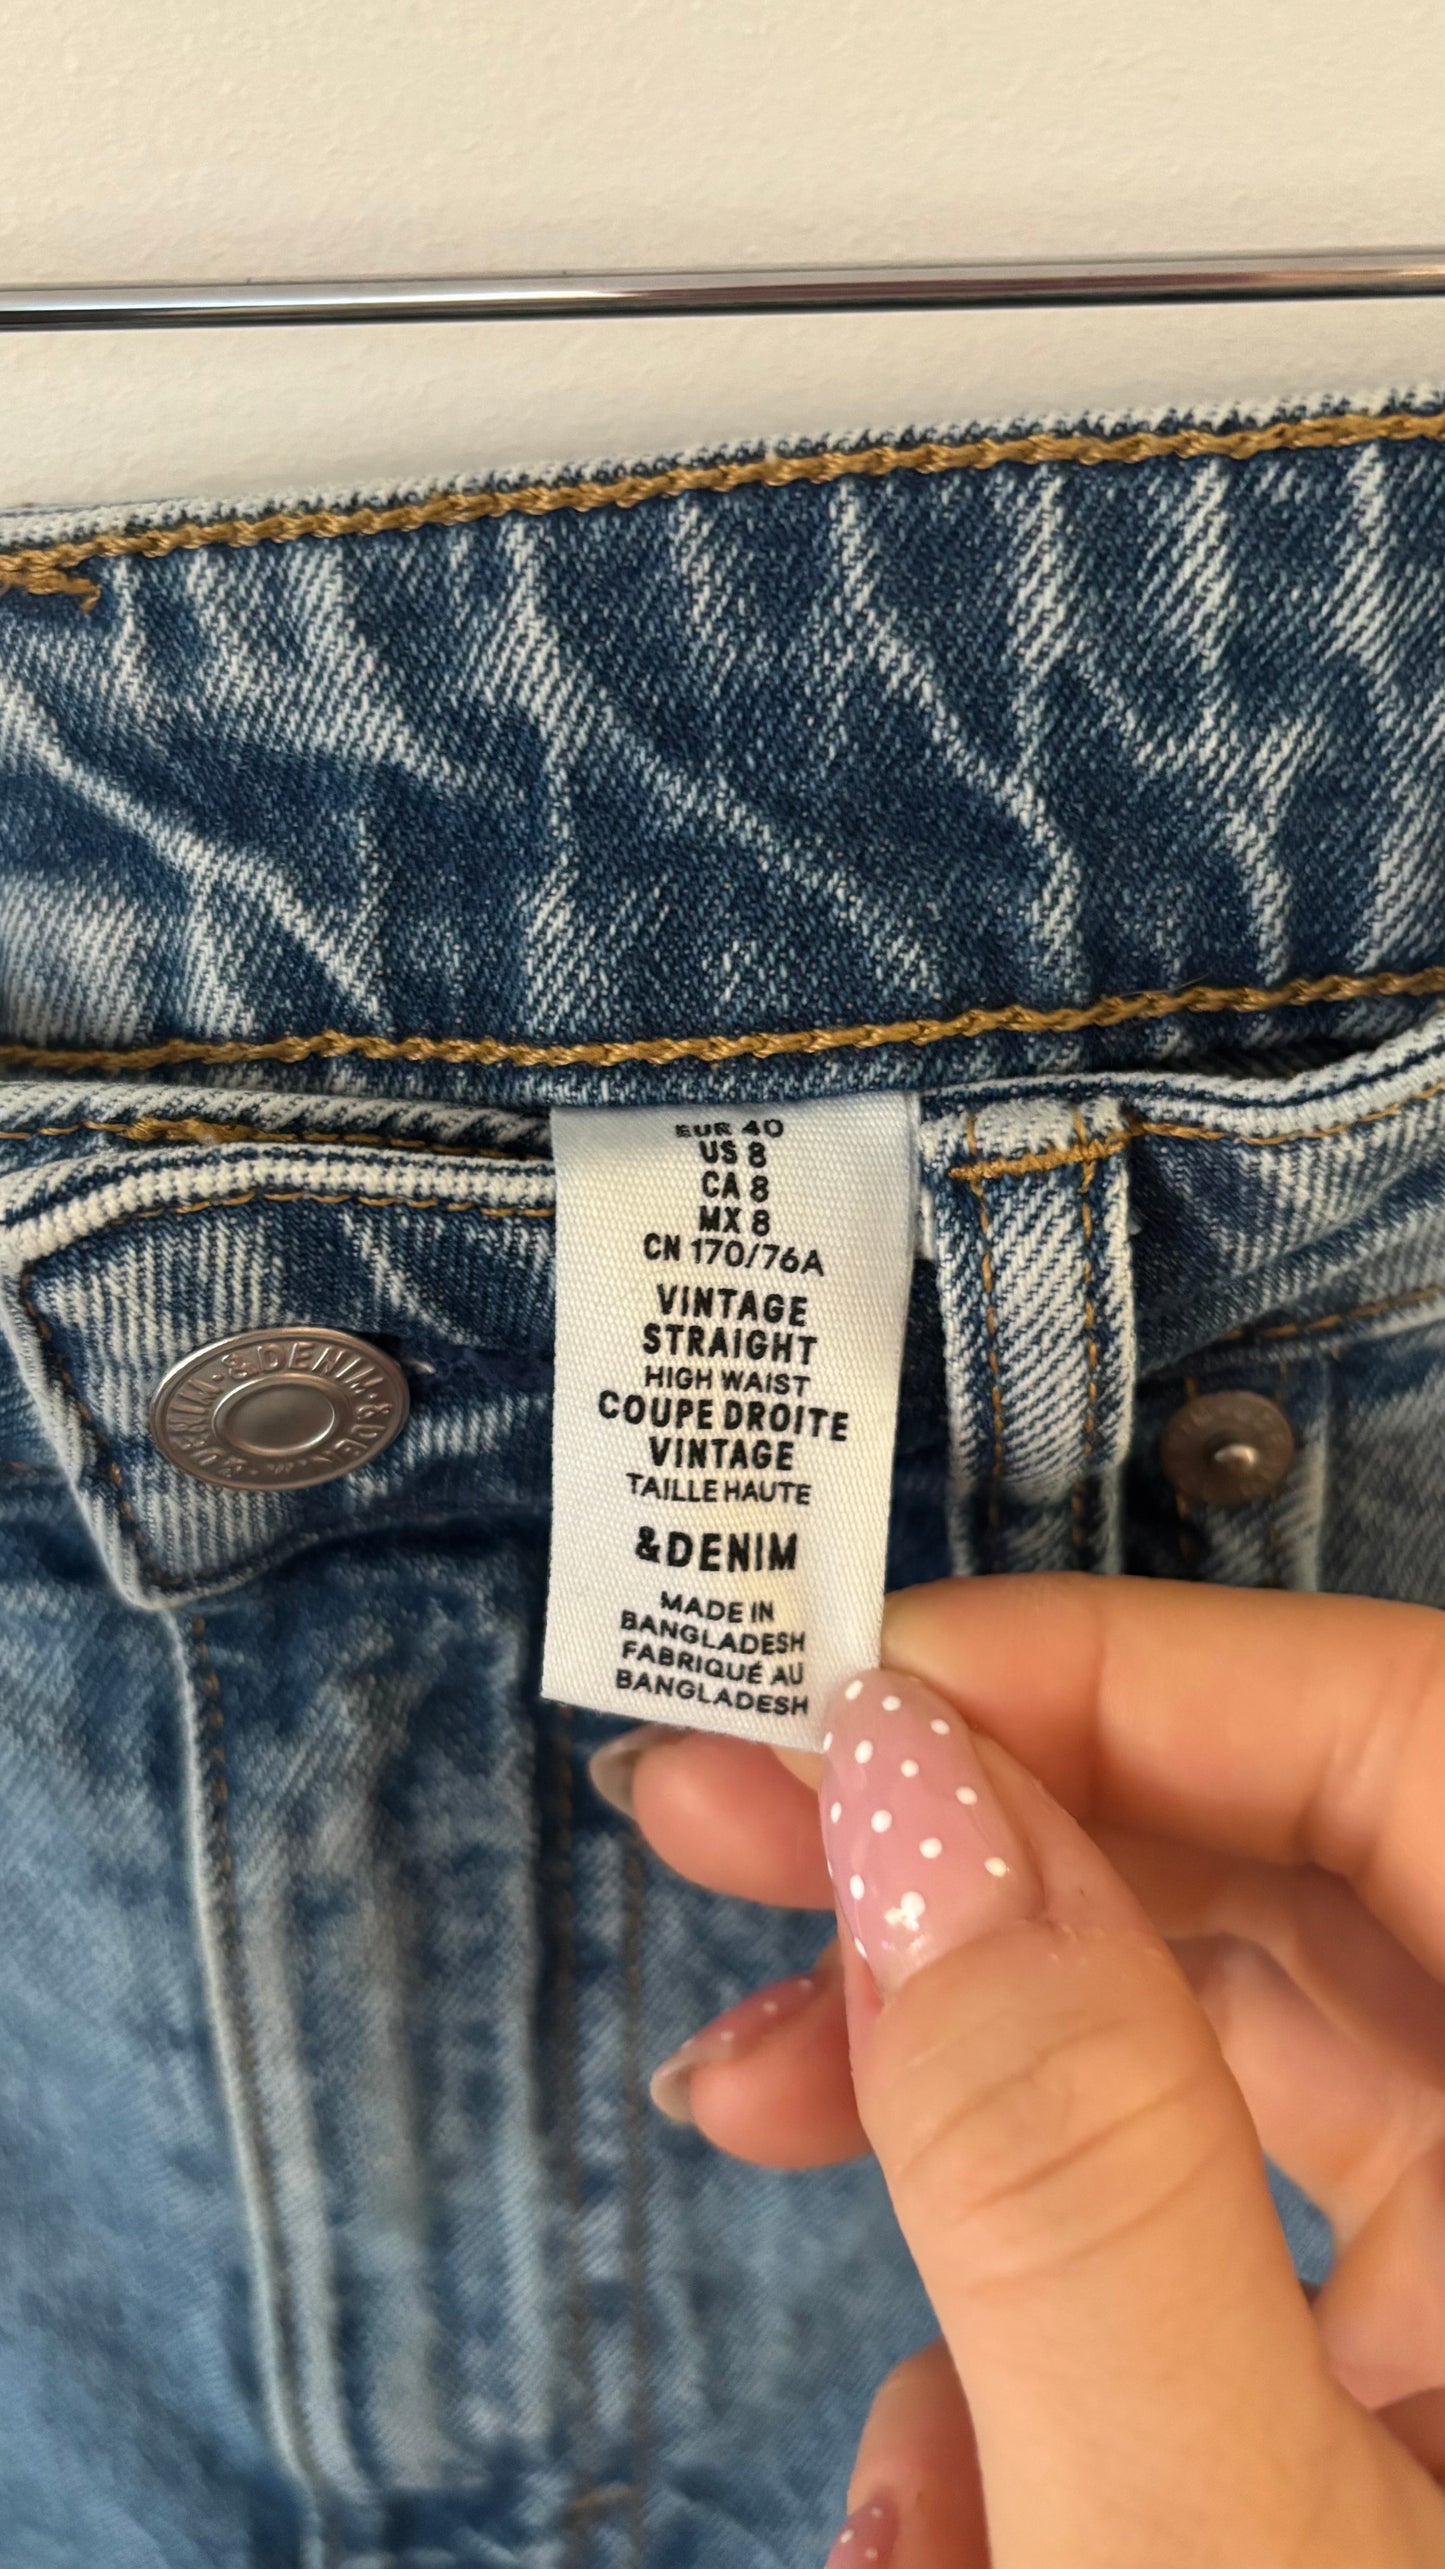 EUR 40
US 8
CA 8
MX 8
CN 170/76A
VINTAGE
STRAIGHT
HIGH WAIST
COUPE DROITE
VINTAGE
TAILLE HAUTE
&DENIM
MADE IN
BANGLADESH
FABRIQUÉ AU
BANGLADESH
&DENIM